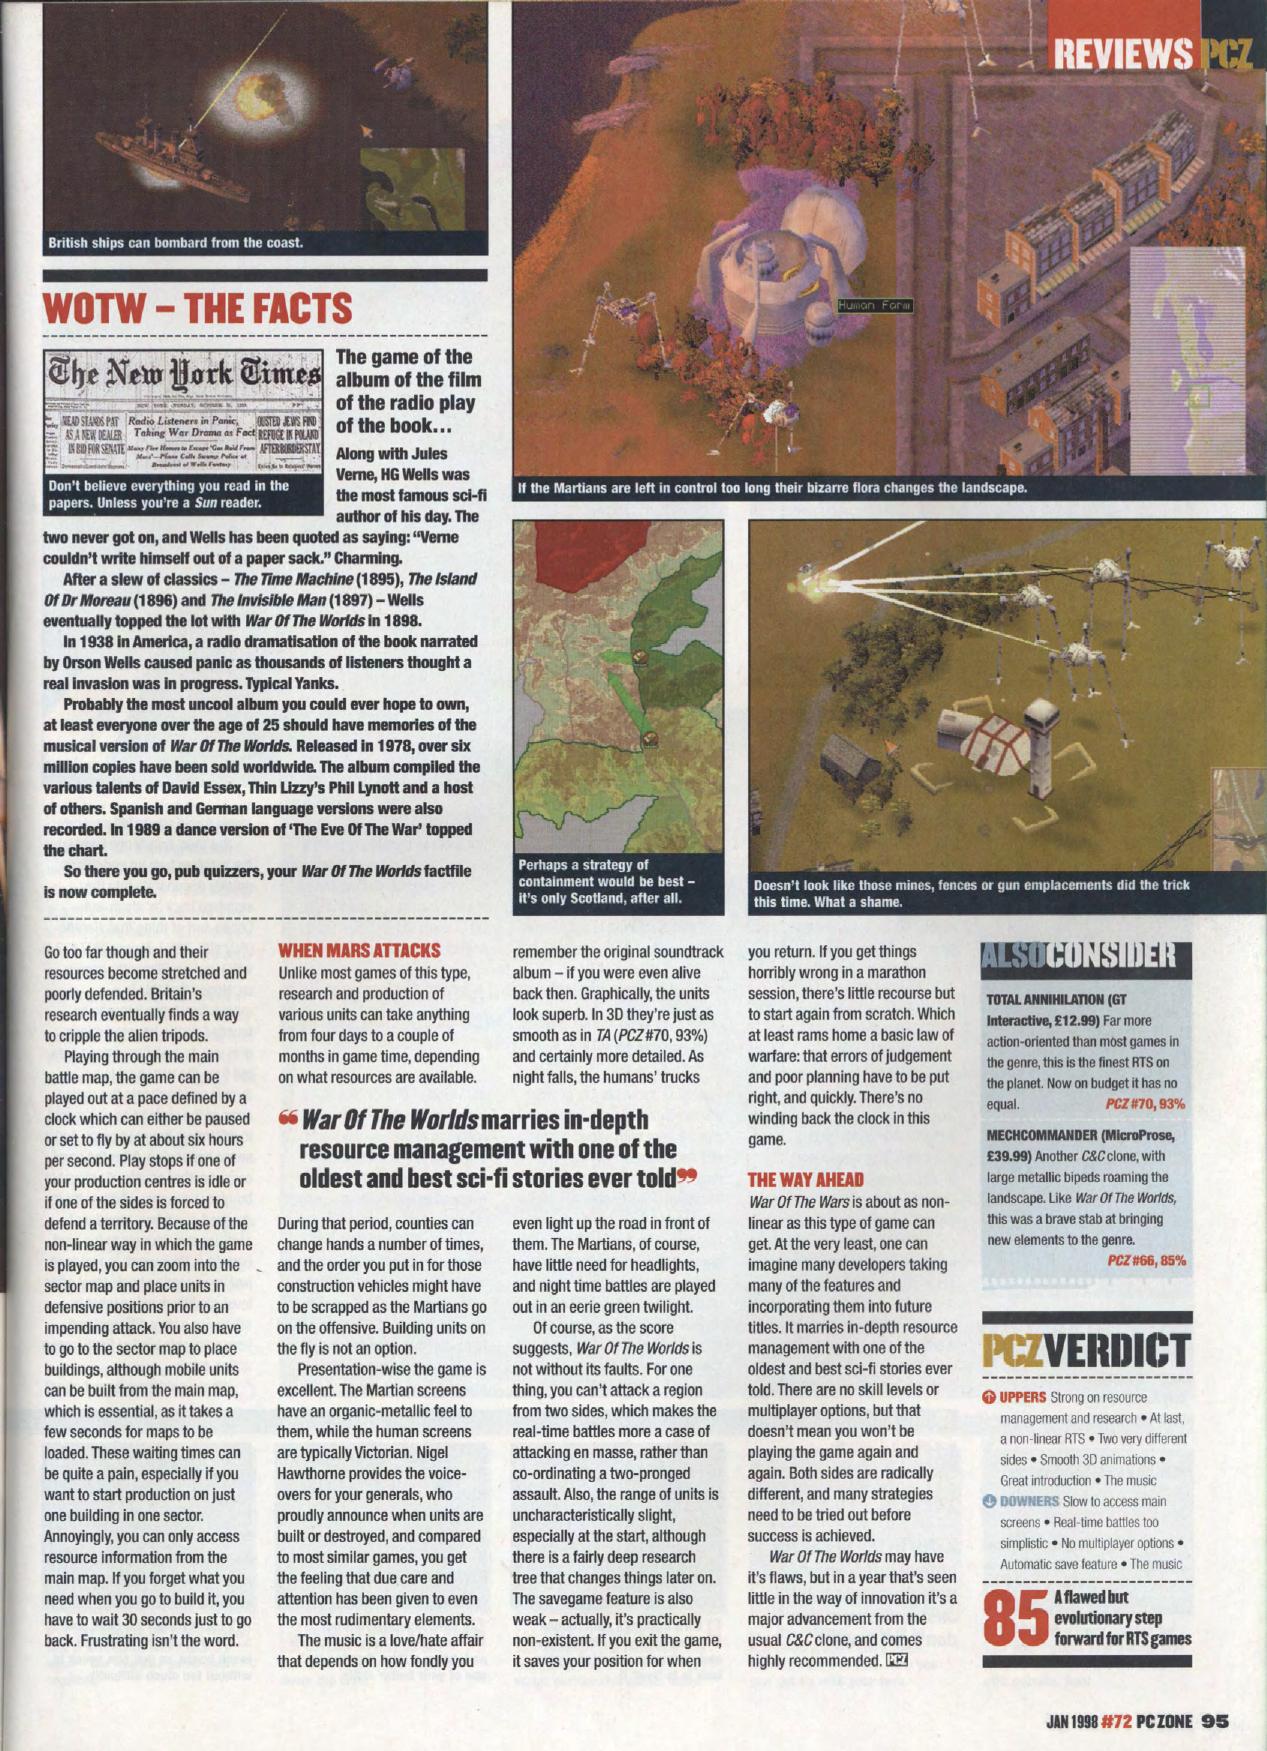 REVIEWS PCZ
British ships can bombard from the coast.
Human Farm
If the Martians are left in control too long their bizarre flora changes the landscape.
WOTW – THE FACTS
The New York Times
HEAD STANDS PAT
AS A NEW DEALER
IN BID FOR SENATE
Radio Listeners in Panic,
Taking War Drama as Fact
Many Flee Homes to Escape 'Gas Raid From
Mars'—Phone Calls Swamp Police at
Broadcast of Wells Fantasy
OUSTED JEWS FIND
REFUGE IN POLAND
AFTER BORDER STAY
Don't believe everything you read in the
papers. Unless you're a Sun reader.
The game of the
album of the film
of the radio play
of the book...
Along with Jules
Verne, HG Wells was
the most famous sci-fi
author of his day. The
two never got on, and Wells has been quoted as saying: “Verne
couldn't write himself out of a paper sack.” Charming.
After a slew of classics – The Time Machine (1895), The Island
Of Dr Moreau (1896) and The Invisible Man (1897) – Wells
eventually topped the lot with War Of The Worlds in 1898.
In 1938 in America, a radio dramatisation of the book narrated
by Orson Wells caused panic as thousands of listeners thought a
real invasion was in progress. Typical Yanks.
Probably the most uncool album you could ever hope to own,
at least everyone over the age of 25 should have memories of the
musical version of War Of The Worlds. Released in 1978, over six
million copies have been sold worldwide. The album compiled the
various talents of David Essex, Thin Lizzy's Phil Lynott and a host
of others. Spanish and German language versions were also
recorded. In 1989 a dance version of 'The Eve Of The War' topped
the chart.
So there you go, pub quizzers, your War Of The Worlds factfile
is now complete.
Perhaps a strategy of
containment would be best –
it's only Scotland, after all.
Doesn't look like those mines, fences or gun emplacements did the trick
this time. What a shame.
Go too far though and their
resources become stretched and
poorly defended. Britain's
research eventually finds a way
to cripple the alien tripods.
Playing through the main
battle map, the game can be
played out at a pace defined by a
clock which can either be paused
or set to fly by at about six hours
per second. Play stops if one of
your production centres is idle or
if one of the sides is forced to
defend a territory. Because of the
non-linear way in which the game
is played, you can zoom into the
sector map and place units in
defensive positions prior to an
impending attack. You also have
to go to the sector map to place
buildings, although mobile units
can be built from the main map,
which is essential, as it takes a
few seconds for maps to be
loaded. These waiting times can
be quite a pain, especially if you
want to start production on just
one building in one sector.
Annoyingly, you can only access
resource information from the
main map. If you forget what you
need when you go to build it, you
have to wait 30 seconds just to go
back. Frustrating isn't the word.
WHEN MARS ATTACKS
Unlike most games of this type,
research and production of
various units can take anything
from four days to a couple of
months in game time, depending
on what resources are available.
“War Of The Worlds marries in-depth
resource management with one of the
oldest and best sci-fi stories ever told”
During that period, counties can
change hands a number of times,
and the order you put in for those
construction vehicles might have
to be scrapped as the Martians go
on the offensive. Building units on
the fly is not an option.
Presentation-wise the game is
excellent. The Martian screens
have an organic-metallic feel to
them, while the human screens
are typically Victorian. Nigel
Hawthorne provides the voice-
overs for your generals, who
proudly announce when units are
built or destroyed, and compared
to most similar games, you get
the feeling that due care and
attention has been given to even
the most rudimentary elements.
The music is a love/hate affair
that depends on how fondly you
remember the original soundtrack
album – if you were even alive
back then. Graphically, the units
look superb. In 3D they're just as
smooth as in TA (PCZ #70, 93%)
and certainly more detailed. As
night falls, the humans' trucks
even light up the road in front of
them. The Martians, of course,
have little need for headlights,
and night time battles are played
out in an eerie green twilight.
Of course, as the score
suggests, War Of The Worlds is
not without its faults. For one
thing, you can't attack a region
from two sides, which makes the
real-time battles more a case of
attacking en masse, rather than
co-ordinating a two-pronged
assault. Also, the range of units is
uncharacteristically slight,
especially at the start, although
there is a fairly deep research
tree that changes things later on.
The savegame feature is also
weak – actually, it's practically
non-existent. If you exit the game,
it saves your position for when
you return. If you get things
horribly wrong in a marathon
session, there's little recourse but
to start again from scratch. Which
at least rams home a basic law of
warfare: that errors of judgement
and poor planning have to be put
right, and quickly. There's no
winding back the clock in this
game.
THE WAY AHEAD
War Of The Wars is about as non-
linear as this type of game can
get. At the very least, one can
imagine many developers taking
many of the features and
incorporating them into future
titles. It marries in-depth resource
management with one of the
oldest and best sci-fi stories ever
told. There are no skill levels or
multiplayer options, but that
doesn't mean you won't be
playing the game again and
again. Both sides are radically
different, and many strategies
need to be tried out before
success is achieved.
War Of The Worlds may have
it's flaws, but in a year that's seen
little in the way of innovation it's a
major advancement from the
usual C&C clone, and comes
highly recommended. PCZ
ALSO CONSIDER
TOTAL ANNIHILATION (GT
Interactive, £12.99) Far more
action-oriented than most games in
the genre, this is the finest RTS on
the planet. Now on budget it has no
equal. PCZ #70, 93%
MECHCOMMANDER (MicroProse,
£39.99) Another C&C clone, with
large metallic bipeds roaming the
landscape. Like War Of The Worlds,
this was a brave stab at bringing
new elements to the genre.
PCZ #66, 85%
PCZVERDICT
UPPERS Strong on resource
management and research • At last,
a non-linear RTS • Two very different
sides • Smooth 3D animations •
Great introduction • The music
DOWNERS Slow to access main
screens • Real-time battles too
simplistic • No multiplayer options •
Automatic save feature • The music
85 A flawed but
evolutionary step
forward for RTS games
JAN 1998 #72 PC ZONE 95